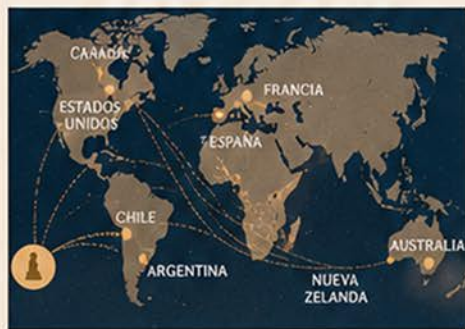 ESTADOS
UNIDOS
FRANCIA
ESPAÑA
CHILE
ARGENTINA
AUSTRALIA
NUEVA
ZELANDA